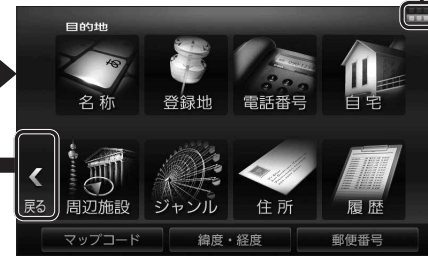 目的地
名称 登録地 電話番号 自宅
戻る 周辺施設 ジャンル 住所 履歴
マップコード 緯度・経度 郵便番号